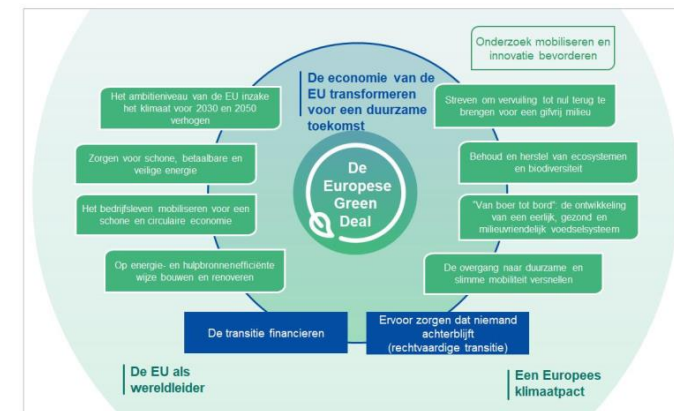 Onderzoek mobiliseren en
innovatie bevorderen
De economie van de
EU transformeren
voor een duurzame
toekomst
Het ambitieniveau van de EU inzake
het klimaat voor 2030 en 2050
verhogen
Zorgen voor schone, betaalbare en
veilige energie
Het bedrijfsleven mobiliseren voor een
schone en circulaire economie
Op energie- en hulpbronnenefficiënte
wijze bouwen en renoveren
De
Europese
Green
Deal
Streven om vervuiling tot nul terug te
brengen voor een gifvrij milieu
Behoud en herstel van ecosystemen
en biodiversiteit
"Van boer tot bord": de ontwikkeling
van een eerlijk, gezond en
milieuvriendelijk voedselsysteem
De overgang naar duurzame en
slimme mobiliteit versnellen
De transitie financieren
Ervoor zorgen dat niemand
achterblijft
(rechtvaardige transitie)
De EU als
wereldleider
Een Europees
klimaatpact